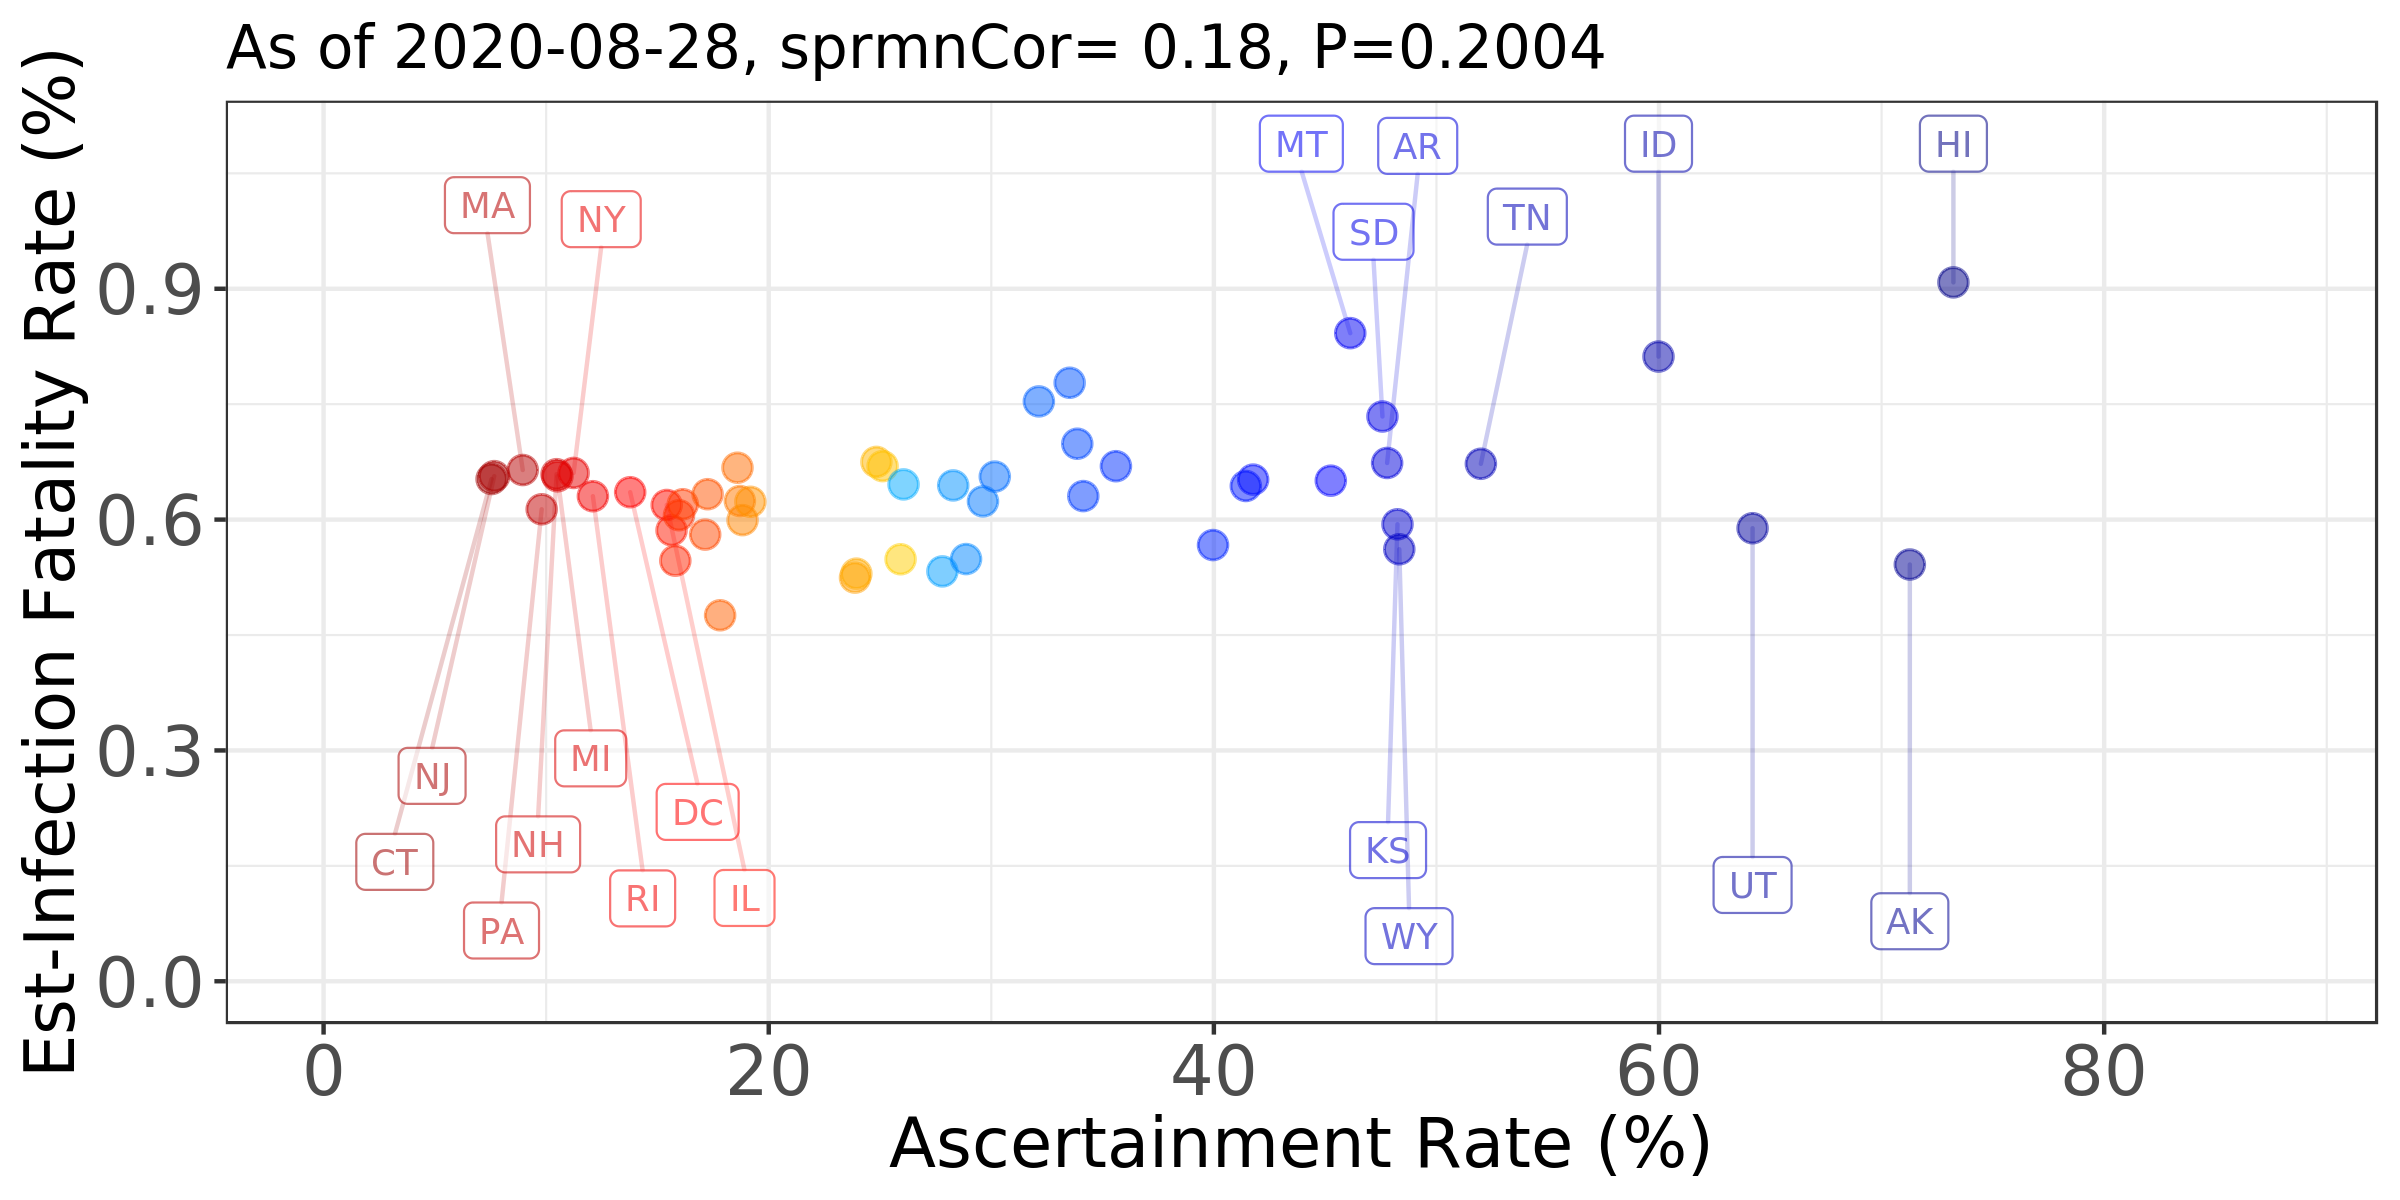 As of 2020-08-28, sprmnCor= 0.18, P=0.2004
Est-Infection Fatality Rate (%)
MT
AR
ID
HI
MA
NY
SD
TN
0.9
0.6
0.3
MI
NJ
DC
NH
KS
CT
UT
RI
IL
AK
PA
WY
0.0
0
20
40
60
80
Ascertainment Rate (%)